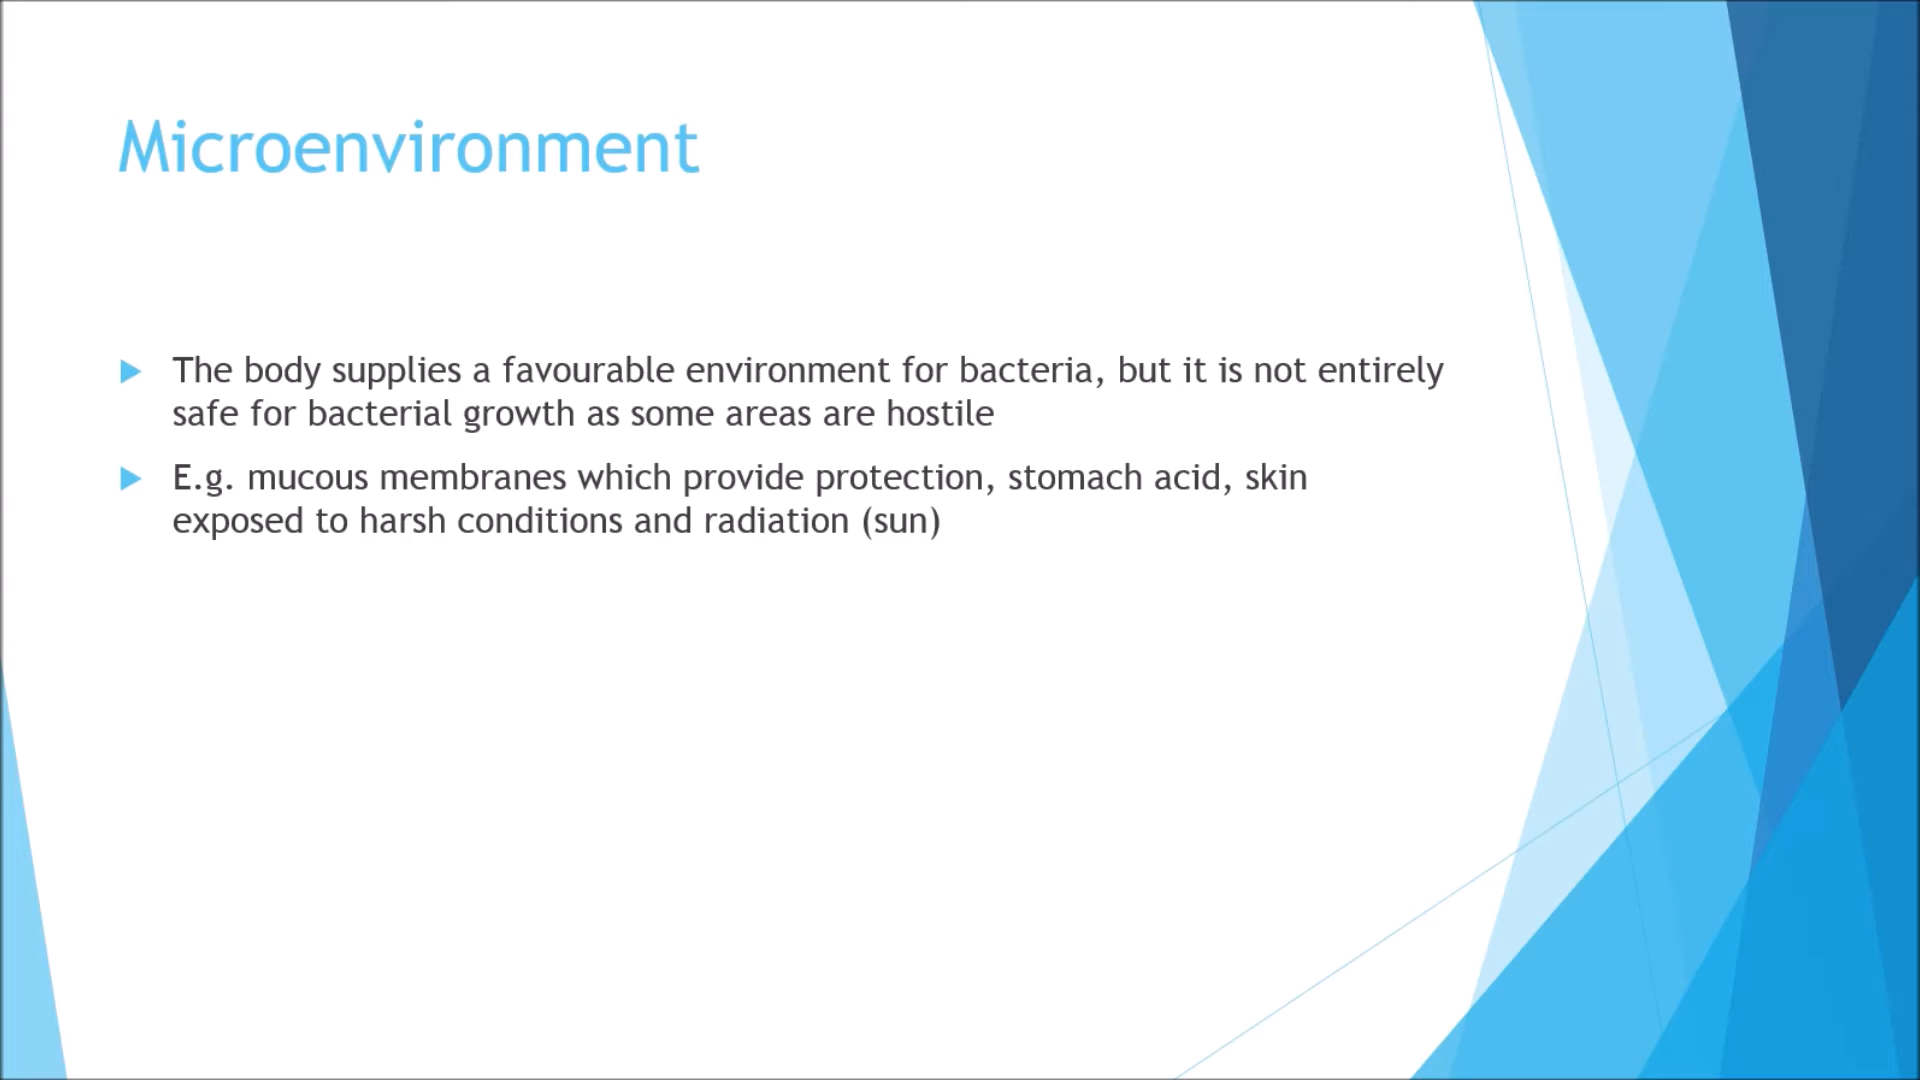 Microenvironment
The body supplies a favourable environment for bacteria, but it is not entirely
safe for bacterial growth as some areas are hostile
E.g. mucous membranes which provide protection, stomach acid, skin
exposed to harsh conditions and radiation (sun)